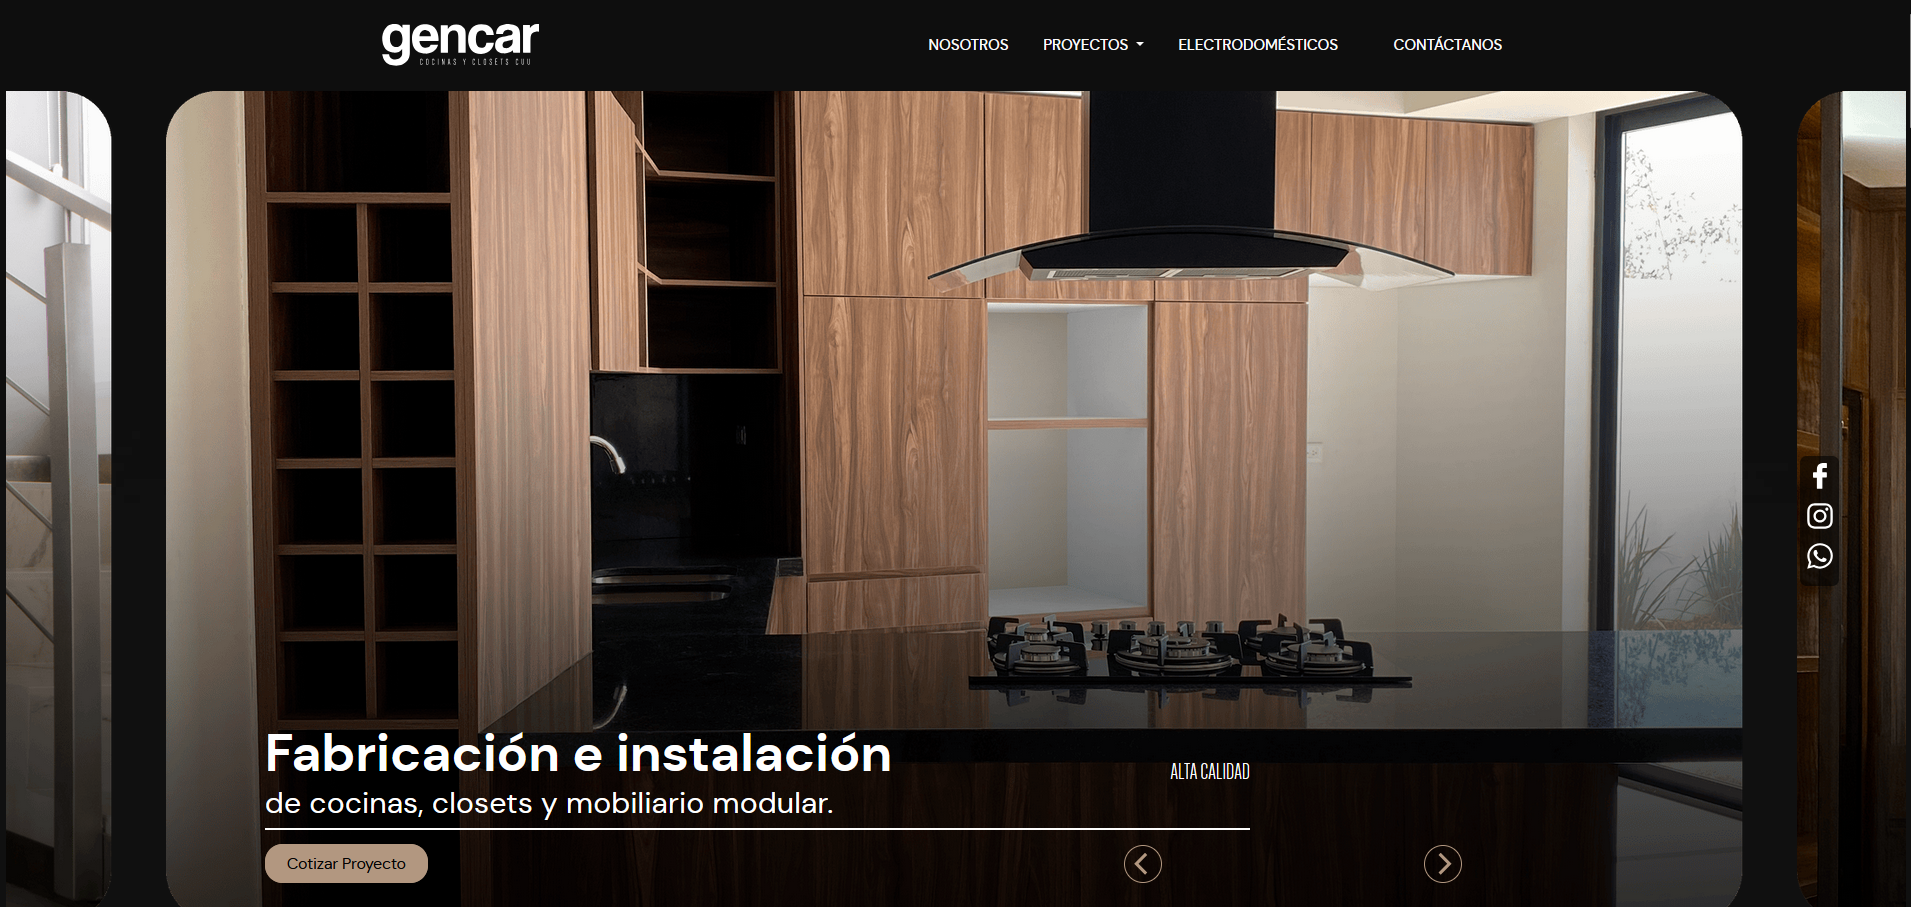 gencar
COCINAS Y CLOSETS CUU
NOSOTROS
PROYECTOS
ELECTRODOMÉSTICOS
CONTÁCTANOS
Fabricación e instalación
de cocinas, closets y mobiliario modular.
ALTA CALIDAD
Cotizar Proyecto